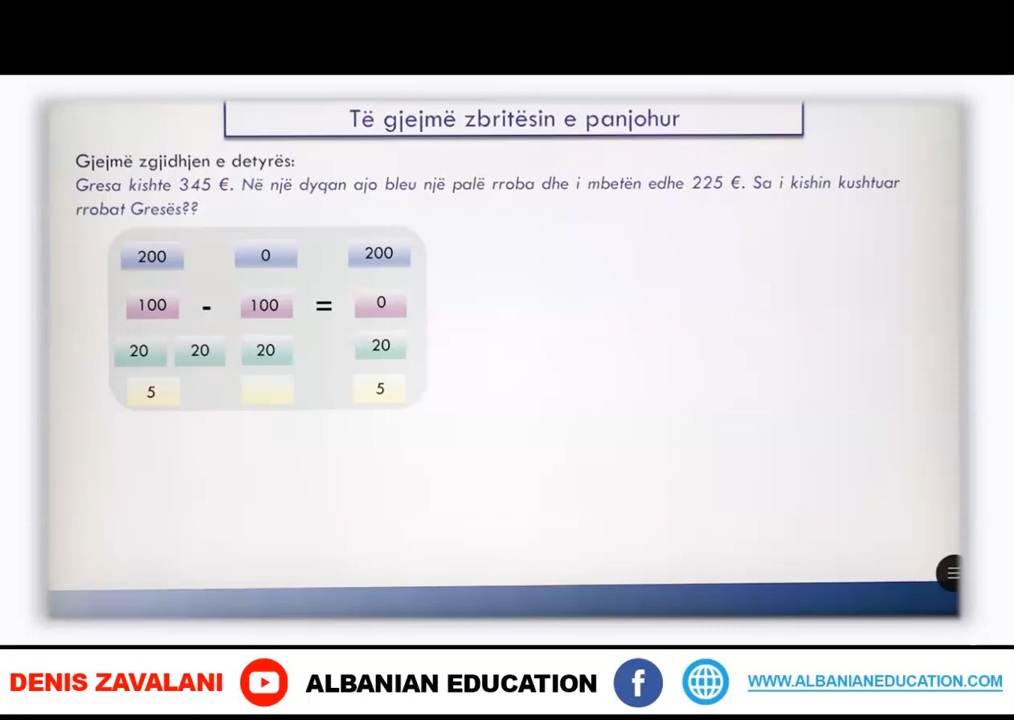 Të gjejmë zbritësin e panjohur
Gjejmë zgjidhjen e detyrës:
Gresa kishte 345 €. Në një dyqan ajo bleu një palë rroba dhe i mbetën edhe 225 €. Sa i kishin kushtuar
rrobat Gresës??
200 0 200
100 - 100 = 0
20 20 20 20
5 5
DENIS ZAVALANI ALBANIAN EDUCATION f WWW.ALBANIANEDUCATION.COM